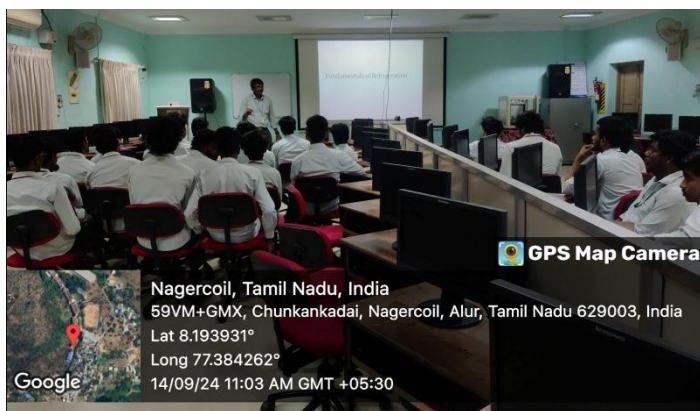 Fundamentals of Refrigeration
GPS Map Camera
Nagercoil, Tamil Nadu, India
59VM+GMX, Chunkankadai, Nagercoil, Alur, Tamil Nadu 629003, India
Lat 8.193931°
Long 77.384262°
14/09/24 11:03 AM GMT +05:30
Google